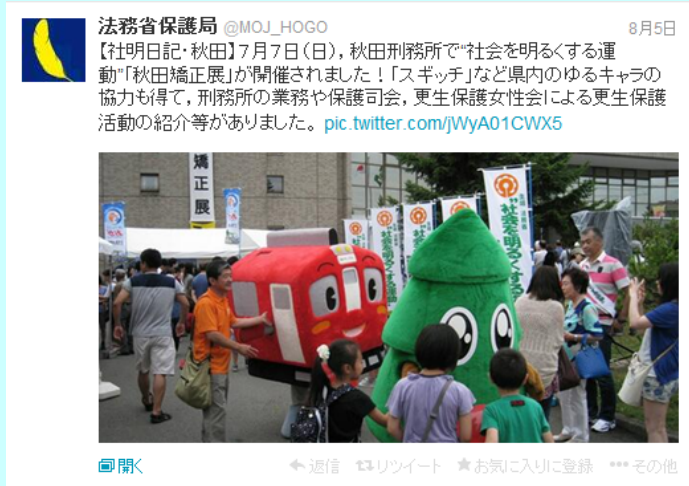 法務省保護局 @MOJ_HOGO 8月5日
【社明日記・秋田】7月7日(日),秋田刑務所で“社会を明るくする運
動”「秋田矯正展」が開催されました!「スギッチ」など県内のゆるキャラの
協力も得て,刑務所の業務や保護司会,更生保護女性会による更生保護
活動の紹介等がありました。 pic.twitter.com/jWyA01CWX5
矯正展
“社会を明るくする
開く 返信 リツイート お気に入りに登録 その他